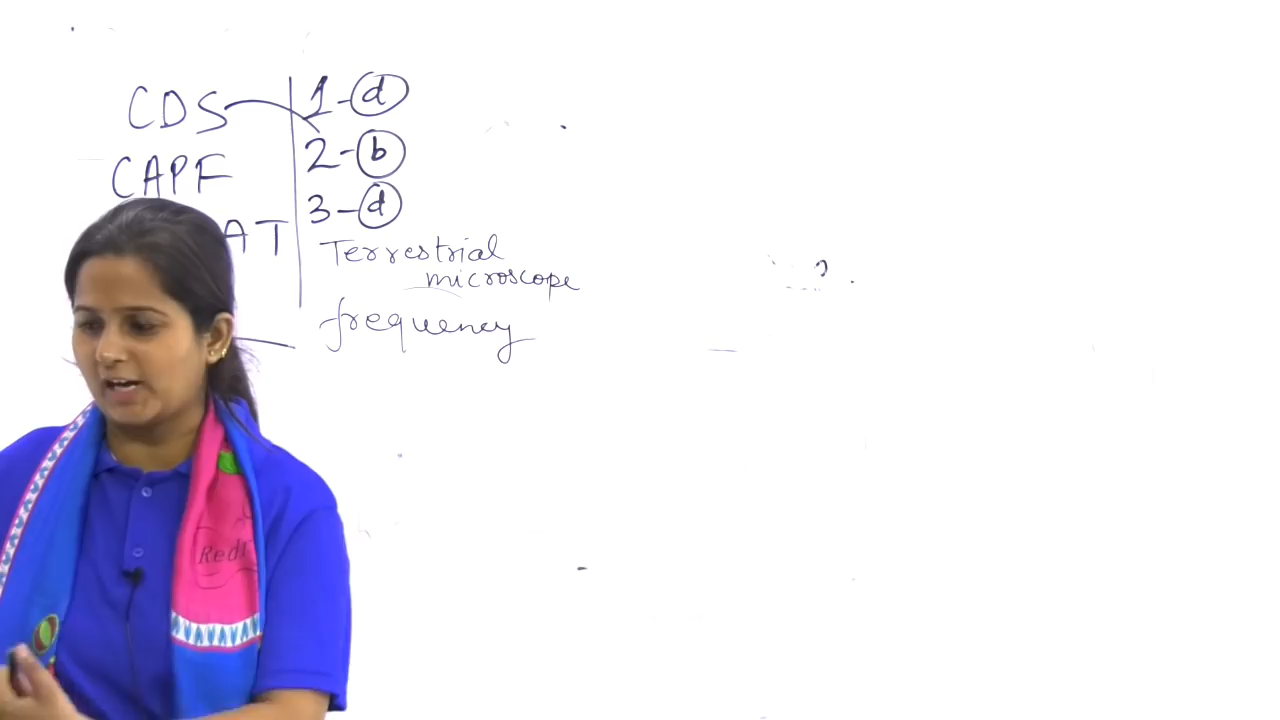 CDS
CAPF
AT
1-d
2-b
3-d
Terrestrial
microscope
frequency